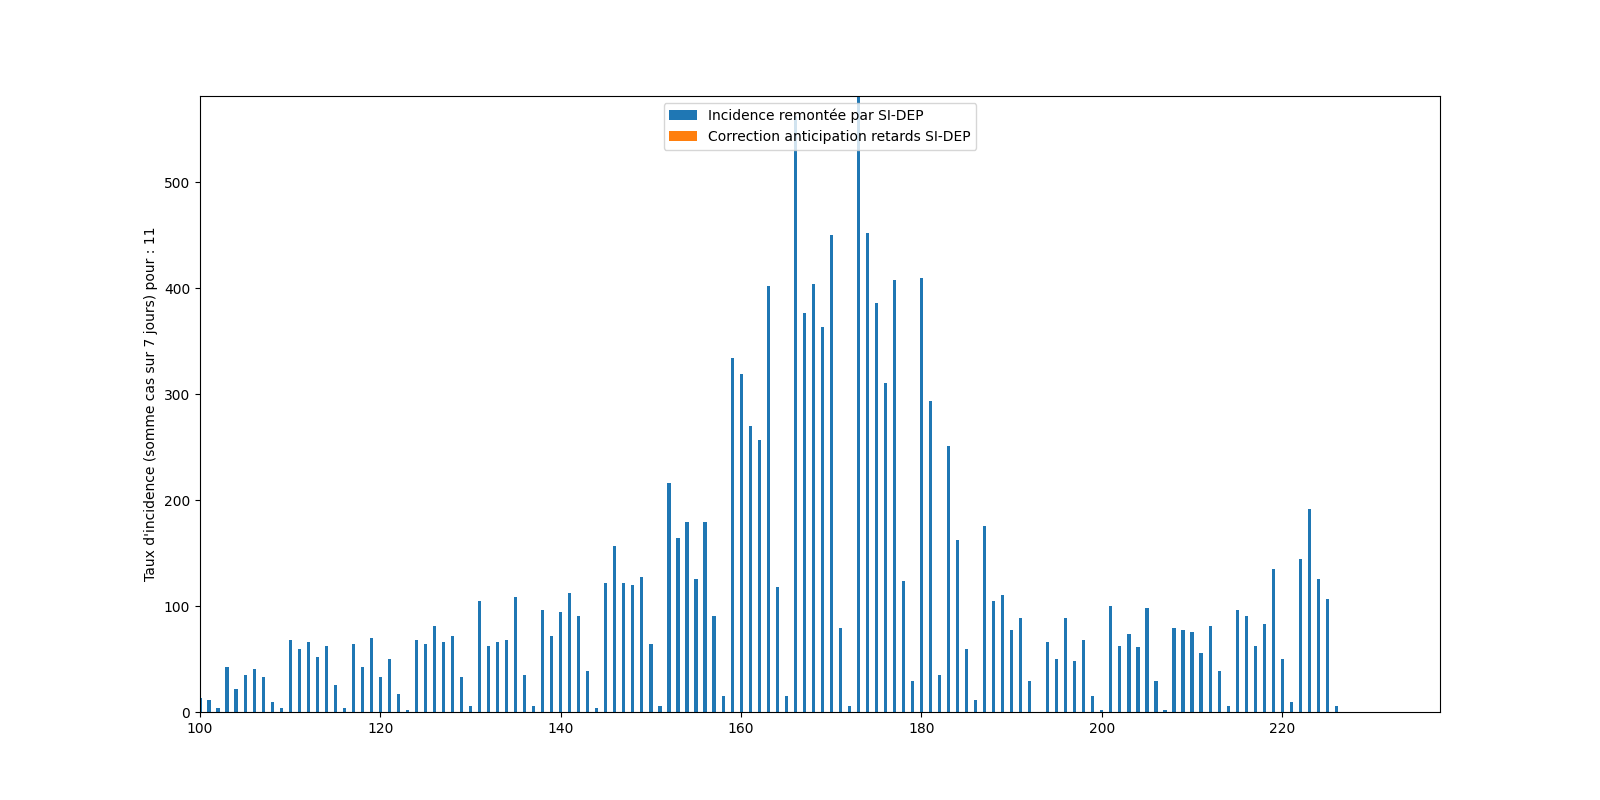 Incidence remontée par SI-DEP
Correction anticipation retards SI-DEP
Taux d'incidence (somme cas sur 7 jours) pour : 11
500
400
300
200
100
0
100 120 140 160 180 200 220